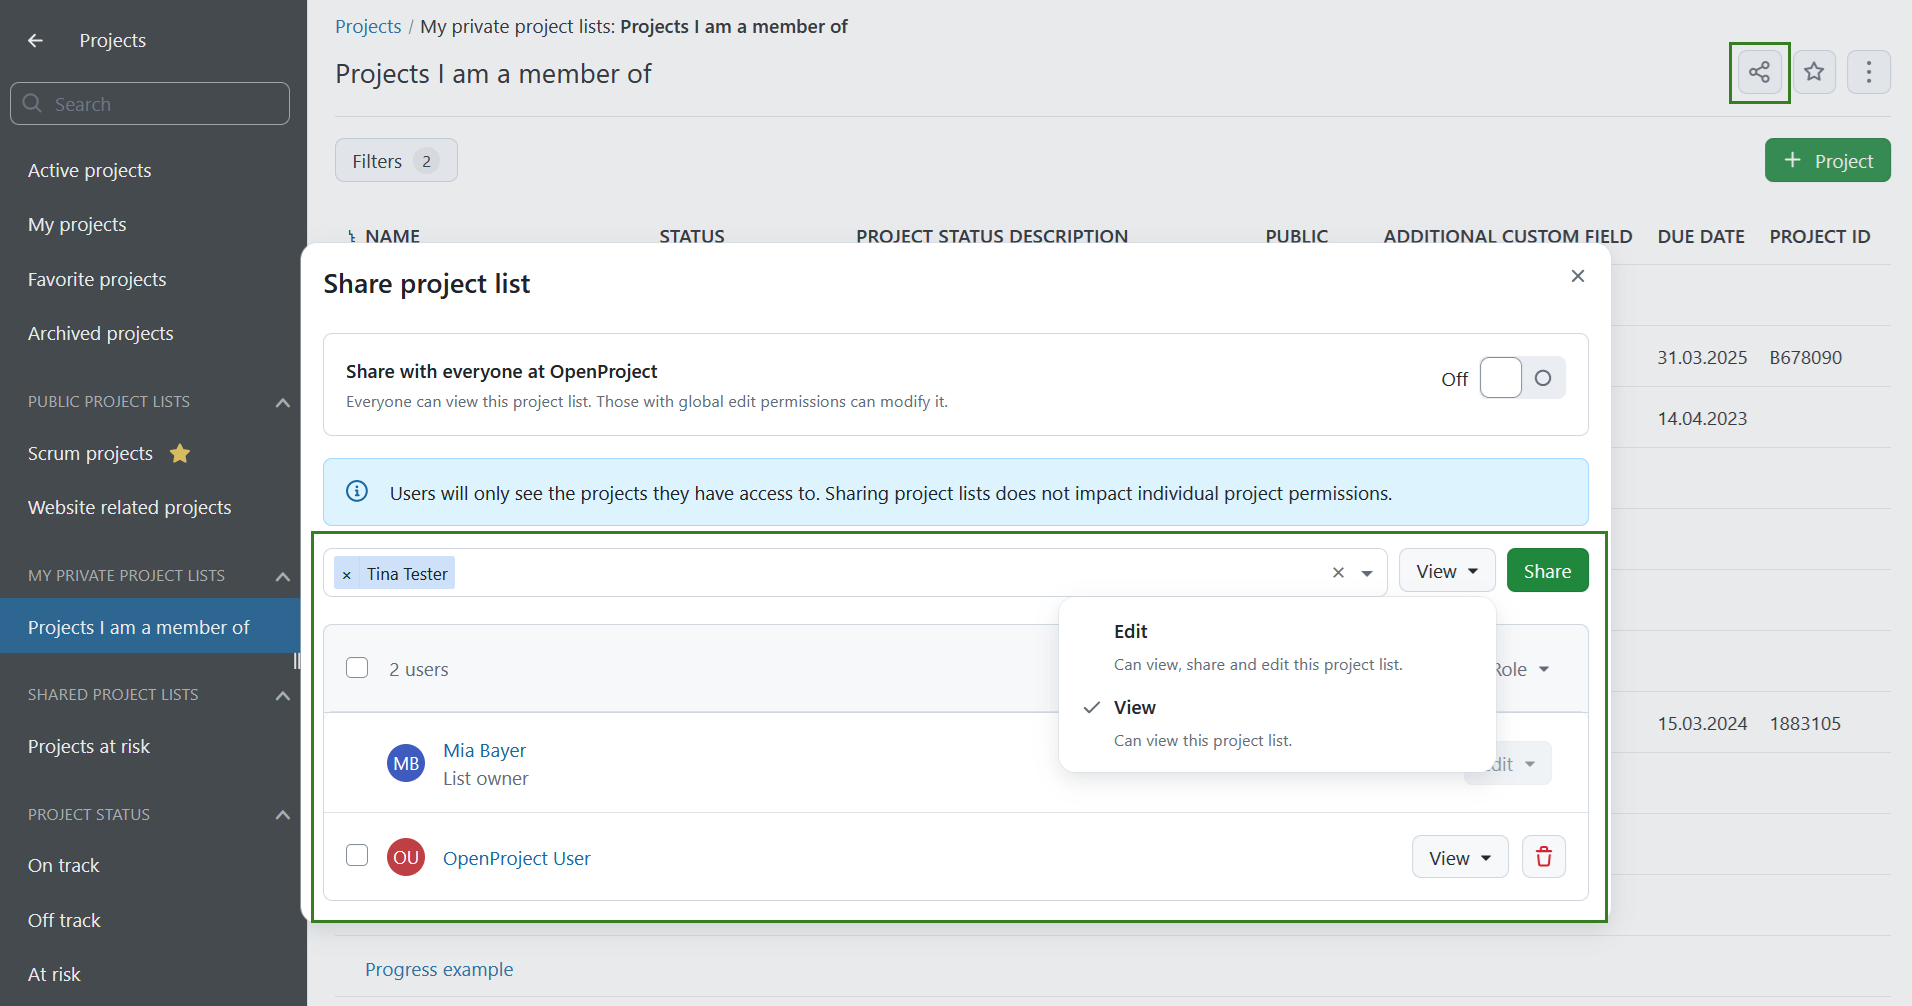 Projects
Search
Active projects
My projects
Favorite projects
Archived projects
PUBLIC PROJECT LISTS
Scrum projects
Website related projects
MY PRIVATE PROJECT LISTS
Projects I am a member of
SHARED PROJECT LISTS
Projects at risk
PROJECT STATUS
On track
Off track
At risk
Projects / My private project lists: Projects I am a member of
Projects I am a member of
Filters 2
+ Project
NAME STATUS PROJECT STATUS DESCRIPTION PUBLIC ADDITIONAL CUSTOM FIELD DUE DATE PROJECT ID
31.03.2025 B678090
14.04.2023
15.03.2024 1883105
Progress example
Share project list
Share with everyone at OpenProject
Everyone can view this project list. Those with global edit permissions can modify it.
Off
Users will only see the projects they have access to. Sharing project lists does not impact individual project permissions.
× Tina Tester
View
Share
Edit
Can view, share and edit this project list.
View
Can view this project list.
2 users
Role
MB
Mia Bayer
List owner
OU
OpenProject User
View